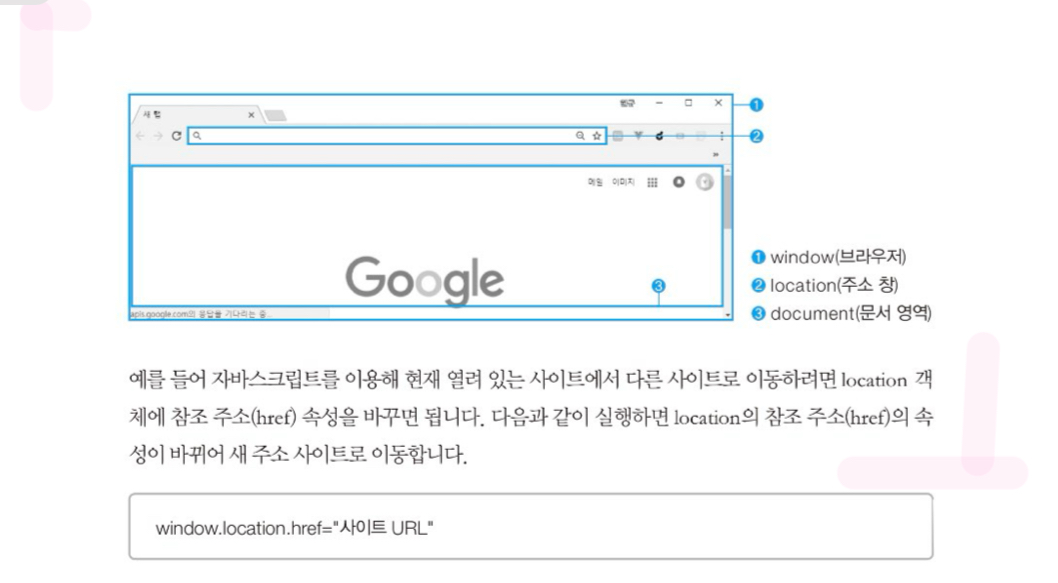 새 탭
메일 이미지
Google
apis.google.com의 응답을 기다리는 중...
❶
❷
❸
❶ window(브라우저)
❷ location(주소 창)
❸ document(문서 영역)
예를 들어 자바스크립트를 이용해 현재 열려 있는 사이트에서 다른 사이트로 이동하려면 location 객
체에 참조 주소(href) 속성을 바꾸면 됩니다. 다음과 같이 실행하면 location의 참조 주소(href)의 속
성이 바뀌어 새 주소 사이트로 이동합니다.
window.location.href="사이트 URL"